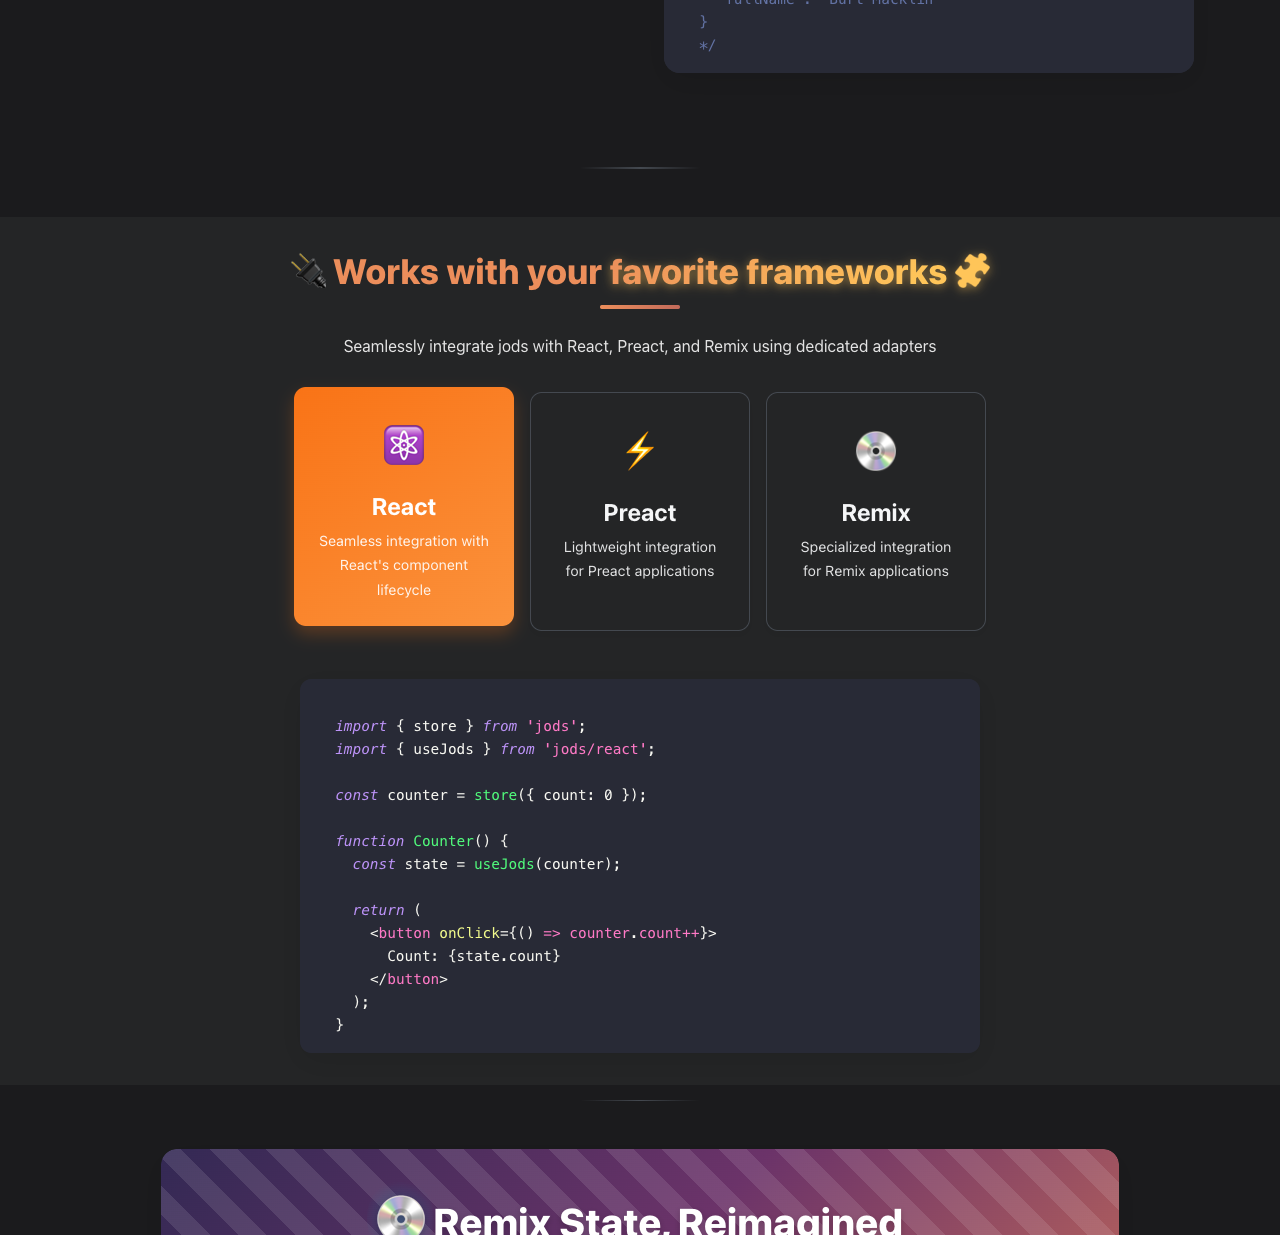 "fullName": "Burt Macklin"
}
*/
Works with your favorite frameworks
Seamlessly integrate jods with React, Preact, and Remix using dedicated adapters
React
Seamless integration with
React's component
lifecycle
Preact
Lightweight integration
for Preact applications
Remix
Specialized integration
for Remix applications
import { store } from 'jods';
import { useJods } from 'jods/react';
const counter = store({ count: 0 });
function Counter() {
const state = useJods(counter);
return (
<button onClick={() => counter.count++}>
Count: {state.count}
</button>
);
}
Remix State, Reimagined